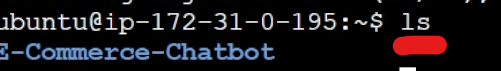 ubuntu@ip-172-31-0-195:~$ ls
E-Commerce-Chatbot